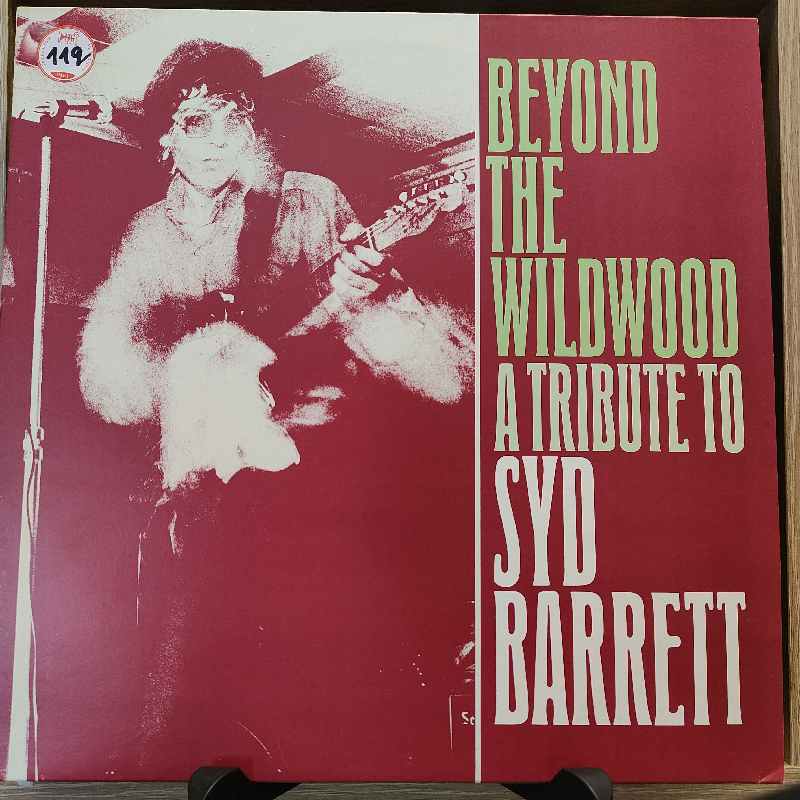 119
BEYOND
THE
WILDWOOD
A TRIBUTE TO
SYD
BARRETT